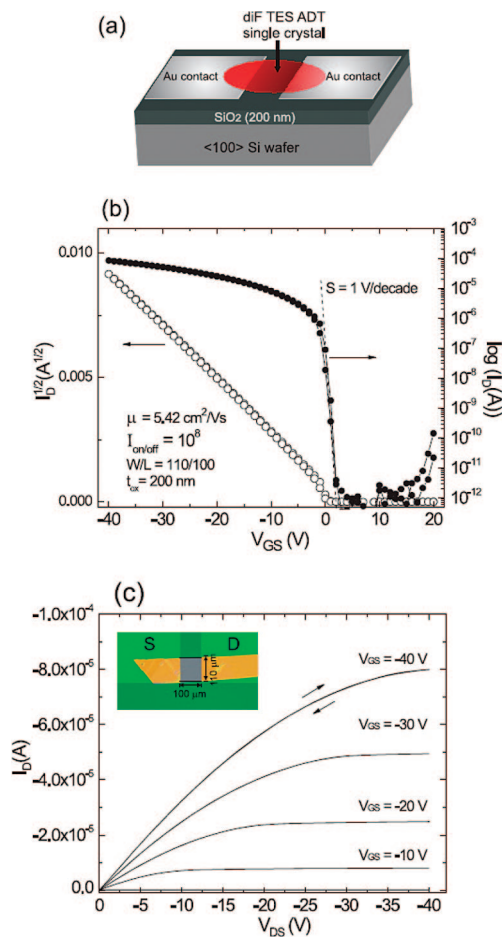 (a)
diF TES ADT
single crystal
Au contact
Au contact
SiO2 (200 nm)
<100> Si wafer
(b)
0.010
0.005
0.000
I_D^1/2(A^1/2)
μ = 5.42 cm²/Vs
I_on/off = 10⁸
W/L = 110/100
t_ox = 200 nm
S = 1 V/decade
10⁻³
10⁻⁴
10⁻⁵
10⁻⁶
10⁻⁷
10⁻⁸
10⁻⁹
10⁻¹⁰
10⁻¹¹
10⁻¹²
log (I_D(A))
-40 -30 -20 -10 0 10 20
V_GS (V)
(c)
-1.0x10⁻⁴
-8.0x10⁻⁵
-6.0x10⁻⁵
-4.0x10⁻⁵
-2.0x10⁻⁵
0.0
I_D(A)
S D
110 μm
100 μm
V_GS = -40 V
V_GS = -30 V
V_GS = -20 V
V_GS = -10 V
0 -5 -10 -15 -20 -25 -30 -35 -40
V_DS (V)